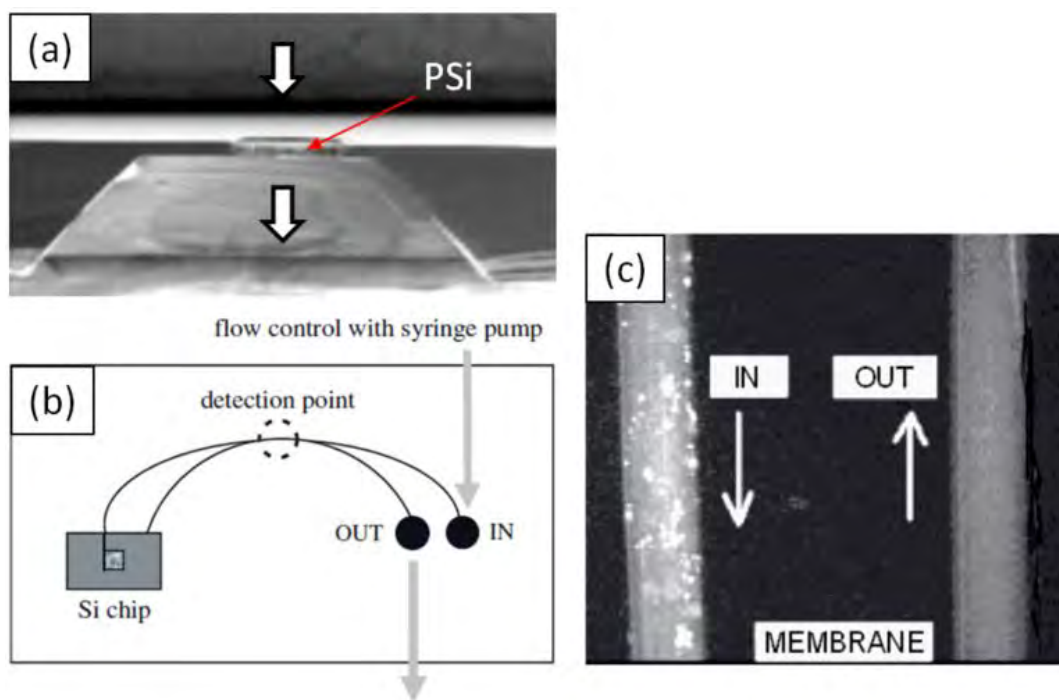 (a)
PSi
flow control with syringe pump
(b)
detection point
OUT
IN
Si chip
(c)
IN
OUT
MEMBRANE